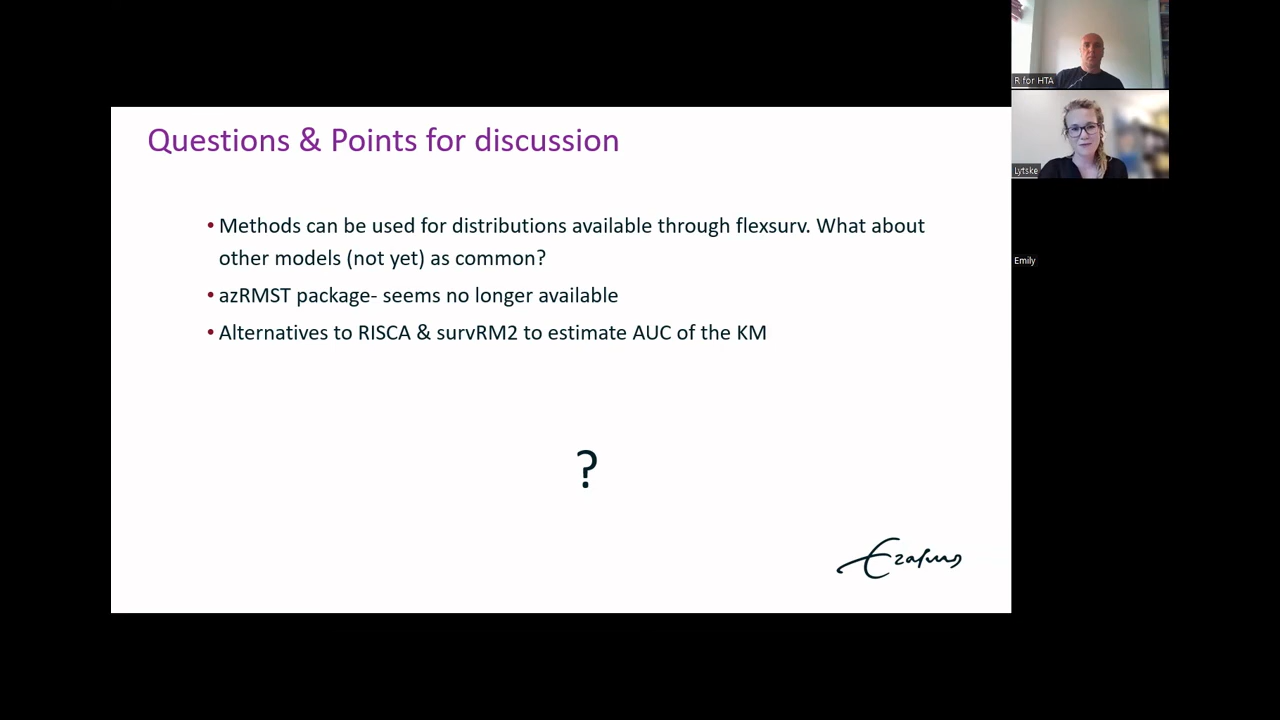 Questions & Points for discussion
• Methods can be used for distributions available through flexsurv. What about
other models (not yet) as common?
• azRMST package- seems no longer available
• Alternatives to RISCA & survRM2 to estimate AUC of the KM
?
Erasmus
R for HTA
Lytske
Emily